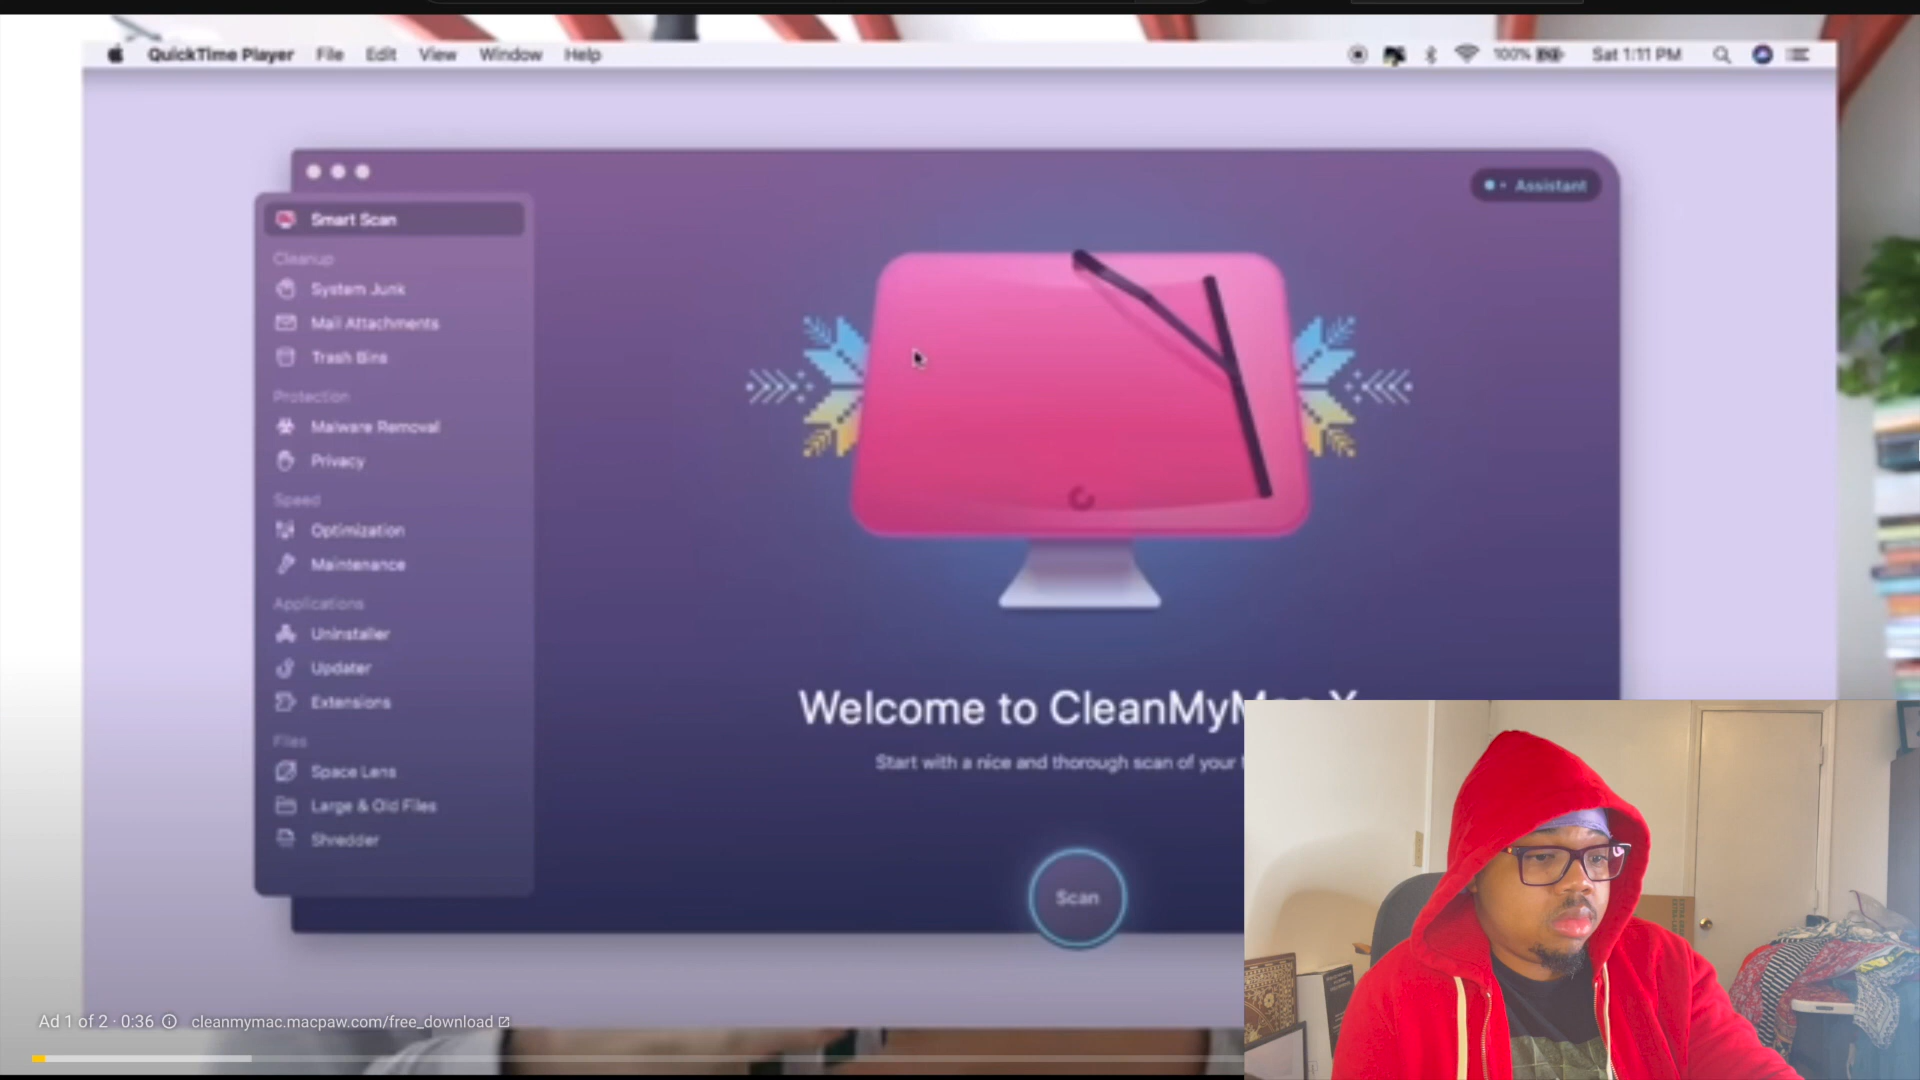 QuickTime Player File Edit View Window Help 100% Sat 1:11 PM
Assistant
Smart Scan
Cleanup
System Junk
Mail Attachments
Trash Bins
Protection
Malware Removal
Privacy
Speed
Optimization
Maintenance
Applications
Uninstaller
Updater
Extensions
Files
Space Lens
Large & Old Files
Shredder
Welcome to CleanMyMac X
Start with a nice and thorough scan of your
Scan
Ad 1 of 2 · 0:36 cleanmymac.macpaw.com/free_download